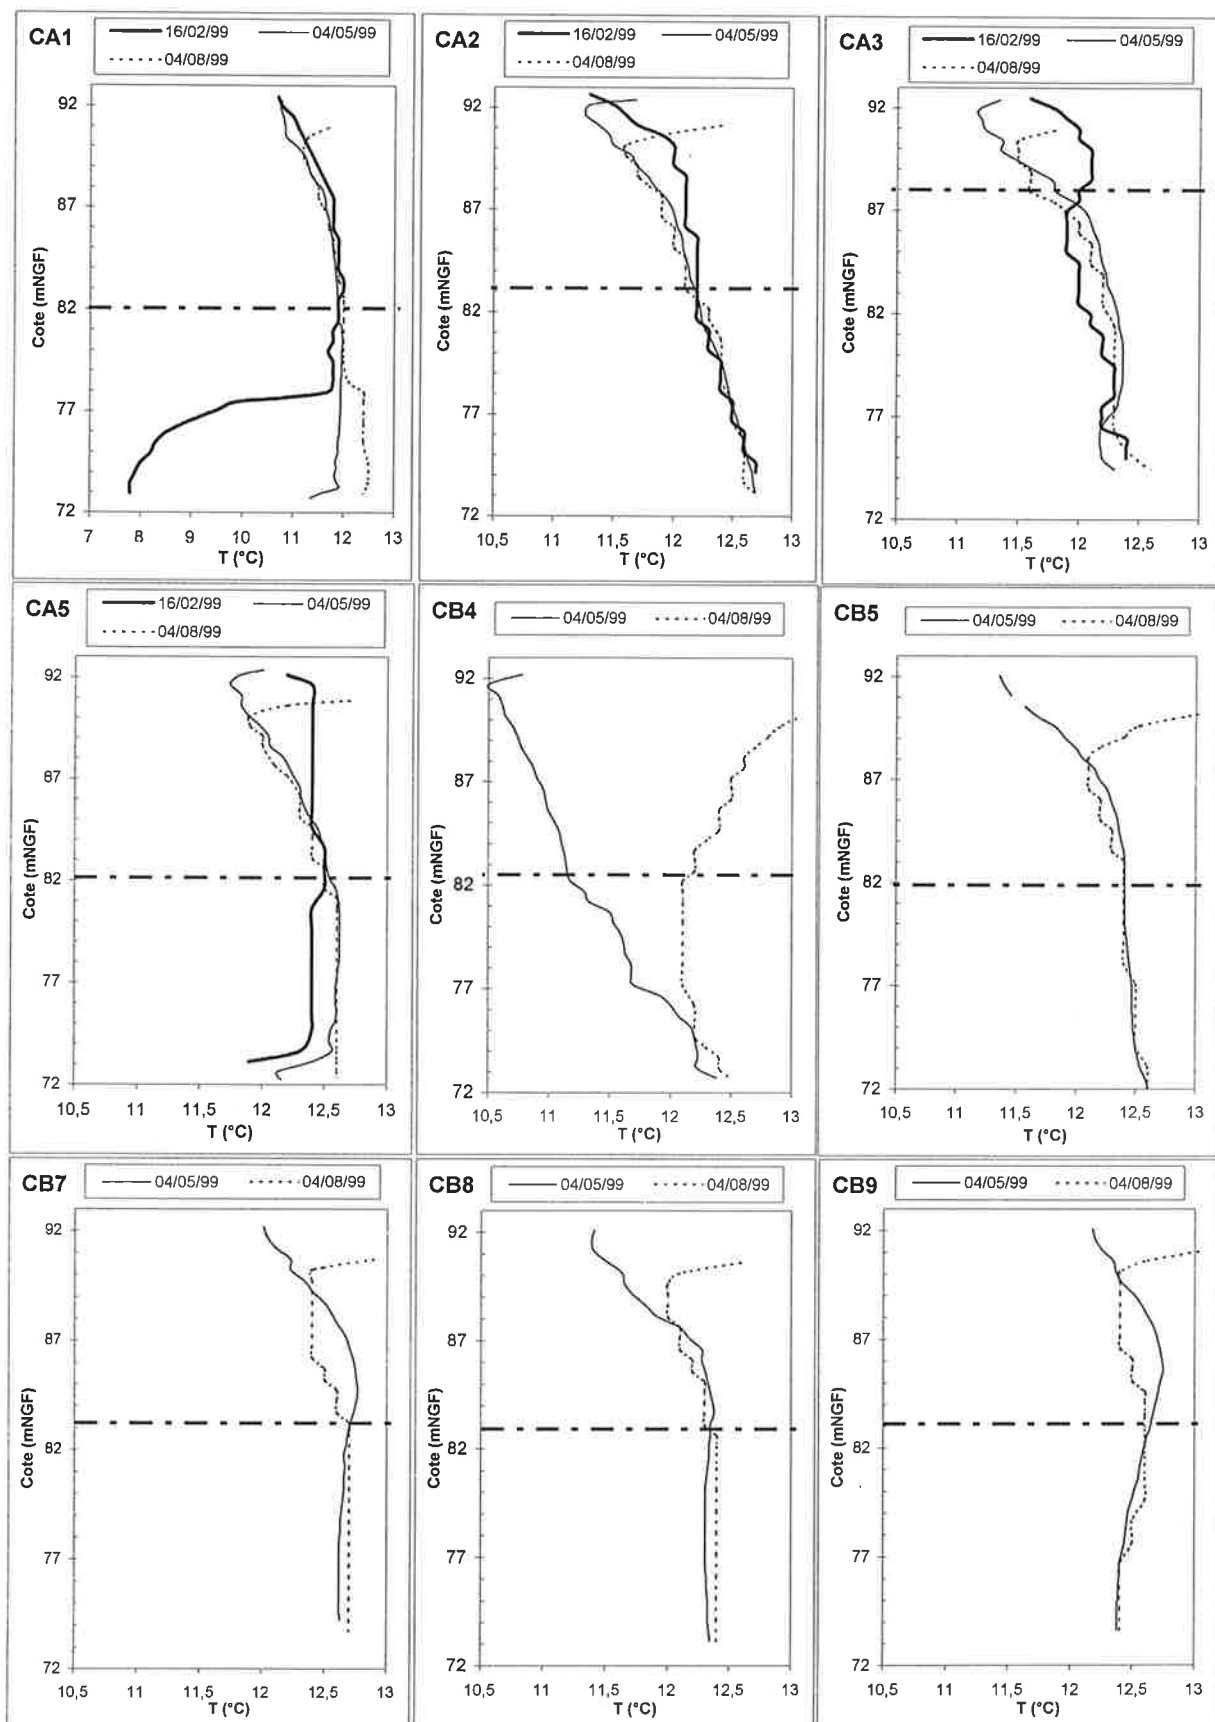 CA1
16/02/99 04/05/99
04/08/99
92
87
82
77
72
7 8 9 10 11 12 13
Cote (mNGF)
T (°C)
CA2
16/02/99 04/05/99
04/08/99
92
87
82
77
72
10,5 11 11,5 12 12,5 13
Cote (mNGF)
T (°C)
CA3
16/02/99 04/05/99
04/08/99
92
87
82
77
72
10,5 11 11,5 12 12,5 13
Cote (mNGF)
T (°C)
CA5
16/02/99 04/05/99
04/08/99
92
87
82
77
72
10,5 11 11,5 12 12,5 13
Cote (mNGF)
T (°C)
CB4
04/05/99 04/08/99
92
87
82
77
72
10,5 11 11,5 12 12,5 13
Cote (mNGF)
T (°C)
CB5
04/05/99 04/08/99
92
87
82
77
72
10,5 11 11,5 12 12,5 13
Cote (mNGF)
T (°C)
CB7
04/05/99 04/08/99
92
87
82
77
72
10,5 11 11,5 12 12,5 13
Cote (mNGF)
T (°C)
CB8
04/05/99 04/08/99
92
87
82
77
72
10,5 11 11,5 12 12,5 13
Cote (mNGF)
T (°C)
CB9
04/05/99 04/08/99
92
87
82
77
72
10,5 11 11,5 12 12,5 13
Cote (mNGF)
T (°C)